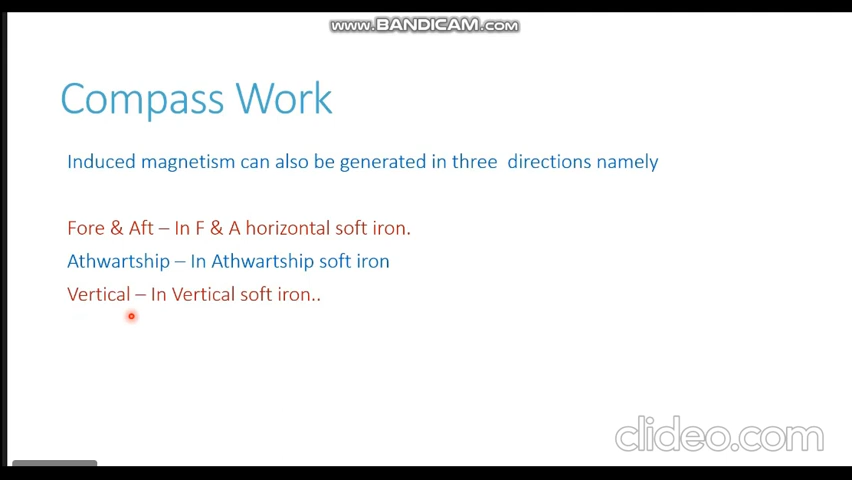 www.BANDICAM.com
Compass Work
Induced magnetism can also be generated in three directions namely
Fore & Aft – In F & A horizontal soft iron.
Athwartship – In Athwartship soft iron
Vertical – In Vertical soft iron..
clideo.com